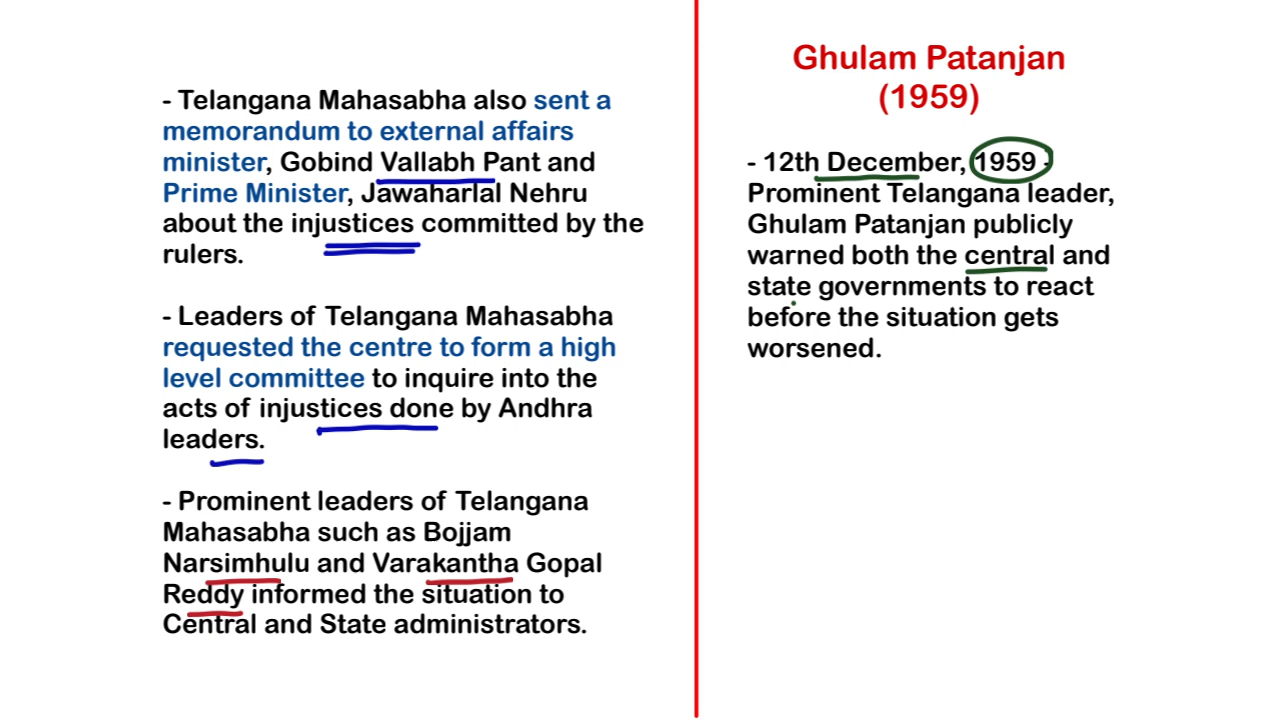 - Telangana Mahasabha also sent a
memorandum to external affairs
minister, Gobind Vallabh Pant and
Prime Minister, Jawaharlal Nehru
about the injustices committed by the
rulers.
- Leaders of Telangana Mahasabha
requested the centre to form a high
level committee to inquire into the
acts of injustices done by Andhra
leaders.
- Prominent leaders of Telangana
Mahasabha such as Bojjam
Narsimhulu and Varakantha Gopal
Reddy informed the situation to
Central and State administrators.
Ghulam Patanjan
(1959)
- 12th December, 1959 -
Prominent Telangana leader,
Ghulam Patanjan publicly
warned both the central and
state governments to react
before the situation gets
worsened.